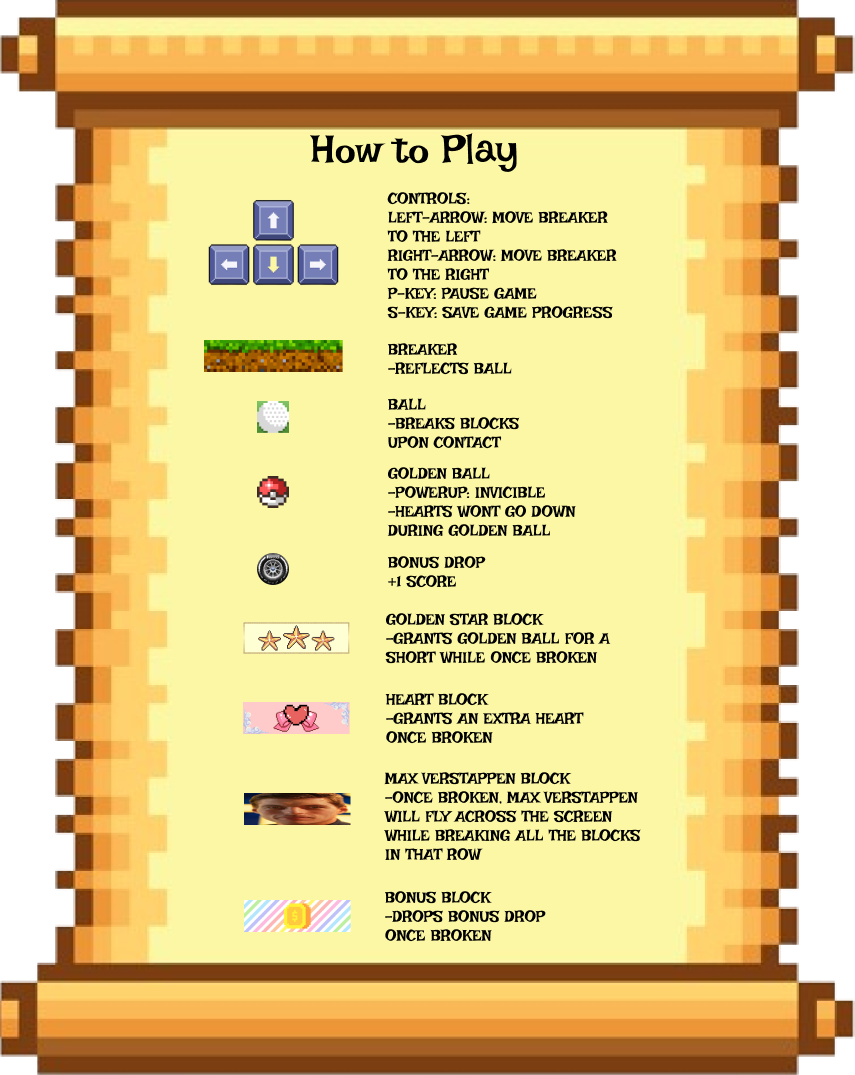 How to Play
CONTROLS:
LEFT-ARROW: MOVE BREAKER
TO THE LEFT
RIGHT-ARROW: MOVE BREAKER
TO THE RIGHT
P-KEY: PAUSE GAME
S-KEY: SAVE GAME PROGRESS
BREAKER
-REFLECTS BALL
BALL
-BREAKS BLOCKS
UPON CONTACT
GOLDEN BALL
-POWERUP: INVICIBLE
-HEARTS WONT GO DOWN
DURING GOLDEN BALL
BONUS DROP
+1 SCORE
GOLDEN STAR BLOCK
-GRANTS GOLDEN BALL FOR A
SHORT WHILE ONCE BROKEN
HEART BLOCK
-GRANTS AN EXTRA HEART
ONCE BROKEN
MAX VERSTAPPEN BLOCK
-ONCE BROKEN, MAX VERSTAPPEN
WILL FLY ACROSS THE SCREEN
WHILE BREAKING ALL THE BLOCKS
IN THAT ROW
BONUS BLOCK
-DROPS BONUS DROP
ONCE BROKEN